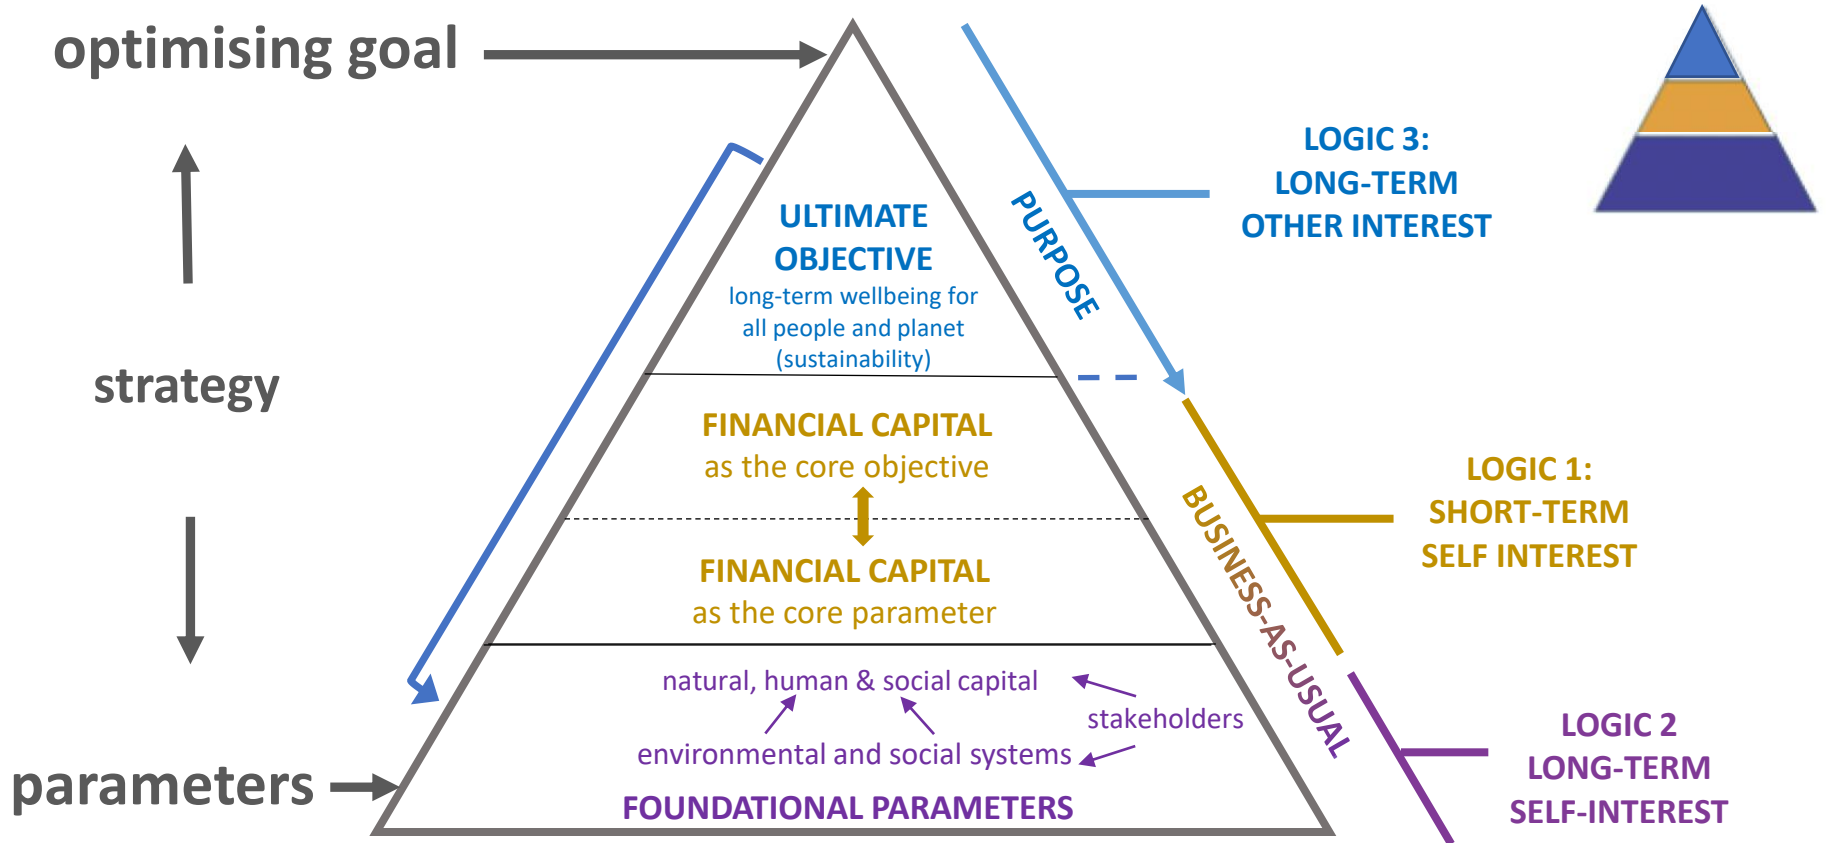 optimising goal
strategy
parameters
ULTIMATE
OBJECTIVE
long-term wellbeing for
all people and planet
(sustainability)
FINANCIAL CAPITAL
as the core objective
FINANCIAL CAPITAL
as the core parameter
natural, human & social capital
stakeholders
environmental and social systems
FOUNDATIONAL PARAMETERS
PURPOSE
BUSINESS-AS-USUAL
LOGIC 3:
LONG-TERM
OTHER INTEREST
LOGIC 1:
SHORT-TERM
SELF INTEREST
LOGIC 2
LONG-TERM
SELF-INTEREST